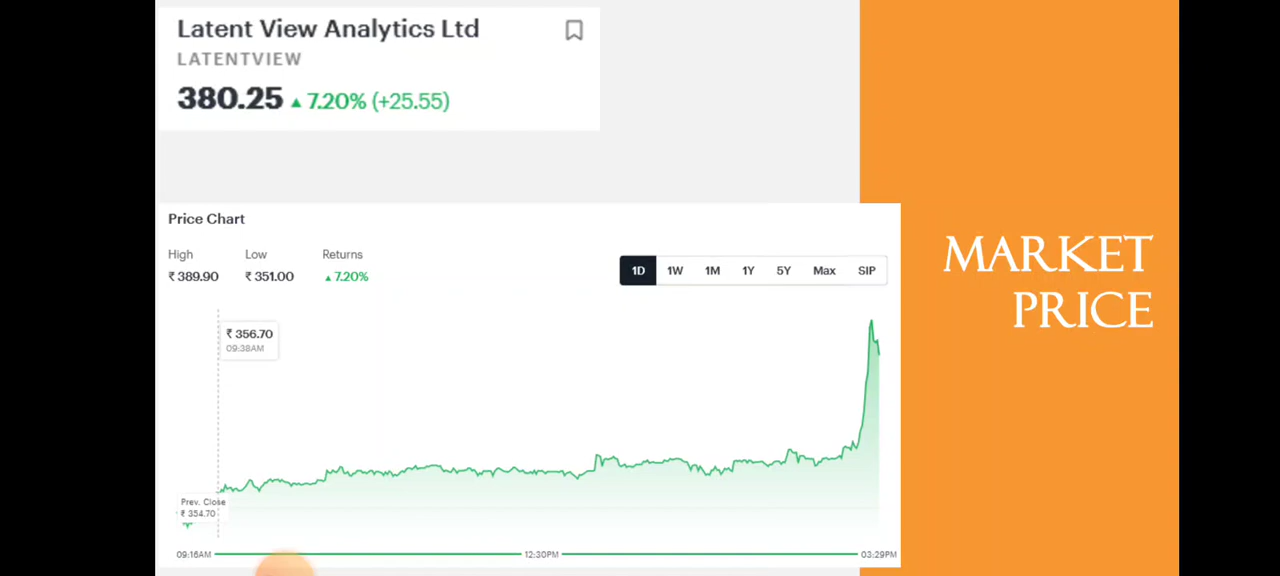 Latent View Analytics Ltd
LATENTVIEW
380.25 ▲ 7.20% (+25.55)
Price Chart
High Low Returns
₹ 389.90 ₹ 351.00 ▲ 7.20%
1D 1W 1M 1Y 5Y Max SIP
₹ 356.70
09:38AM
Prev. Close
₹ 354.70
09:16AM 12:30PM 03:29PM
MARKET
PRICE